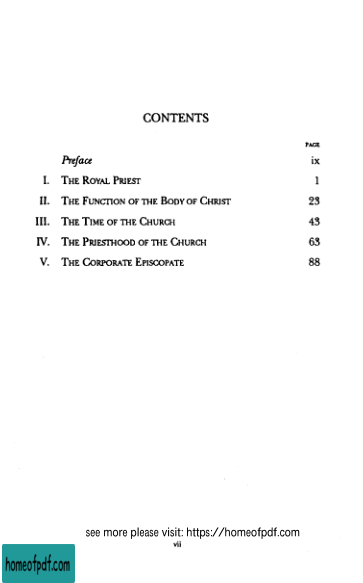 CONTENTS
PAGE
Preface ix
I. THE ROYAL PRIEST 1
II. THE FUNCTION OF THE BODY OF CHRIST 23
III. THE TIME OF THE CHURCH 43
IV. THE PRIESTHOOD OF THE CHURCH 63
V. THE CORPORATE EPISCOPATE 88
see more please visit: https://homeofpdf.com
vii
homeofpdf.com